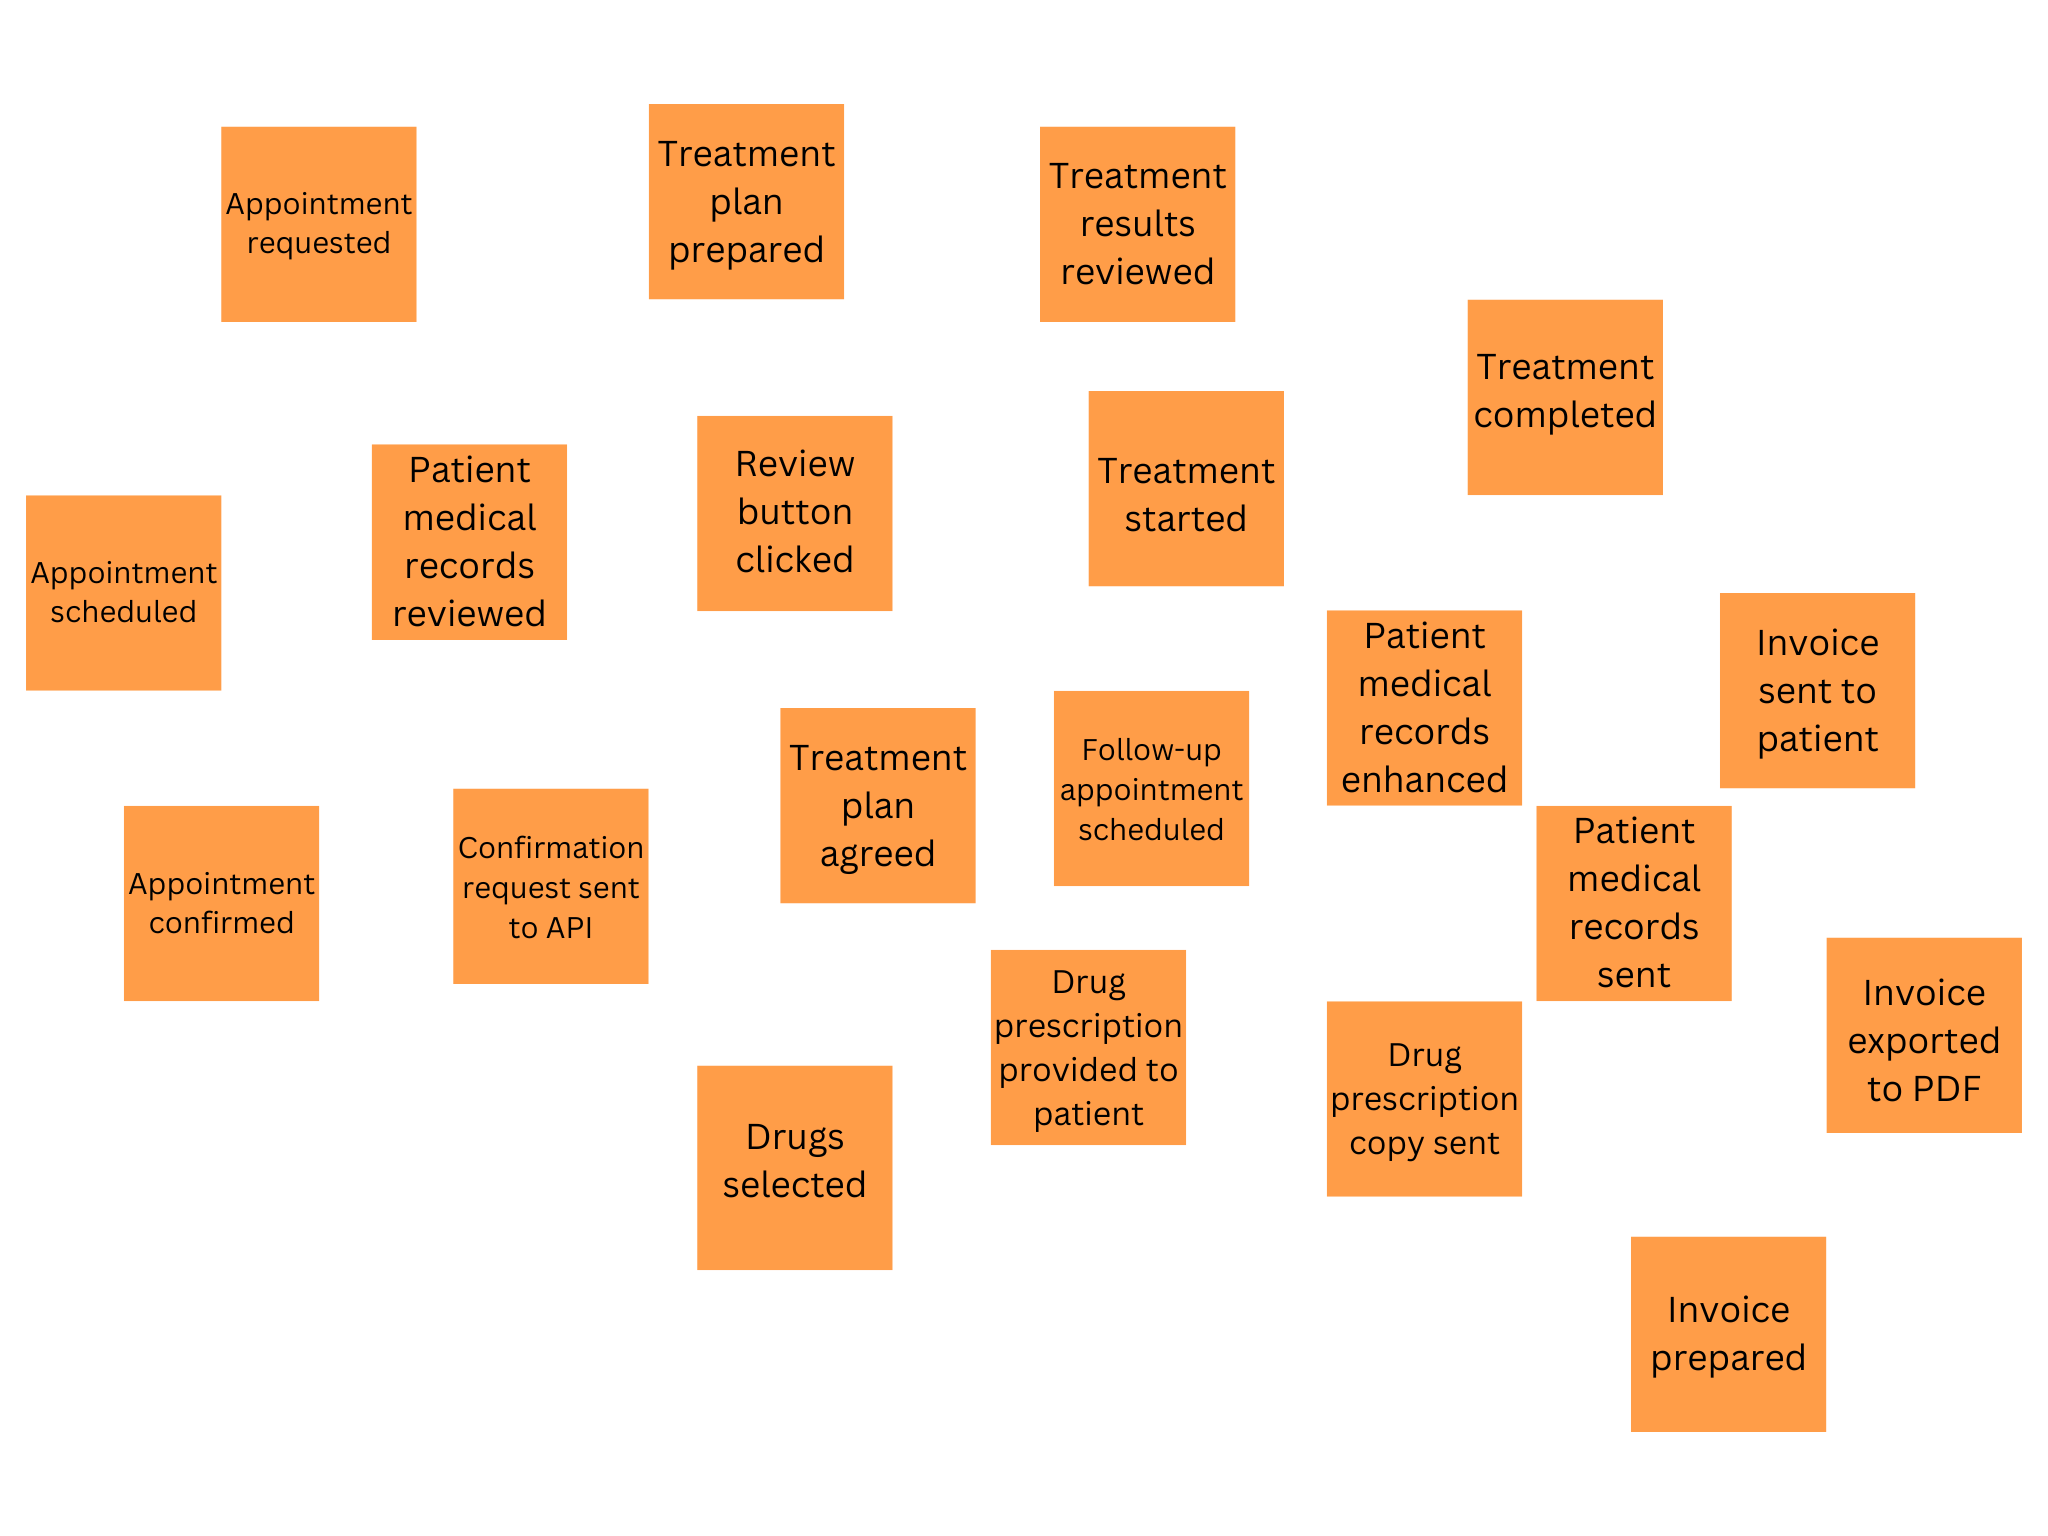 Appointment
requested
Treatment
plan
prepared
Treatment
results
reviewed
Treatment
completed
Appointment
scheduled
Patient
medical
records
reviewed
Review
button
clicked
Treatment
started
Patient
medical
records
enhanced
Invoice
sent to
patient
Appointment
confirmed
Confirmation
request sent
to API
Treatment
plan
agreed
Follow-up
appointment
scheduled
Patient
medical
records
sent
Drugs
selected
Drug
prescription
provided to
patient
Drug
prescription
copy sent
Invoice
exported
to PDF
Invoice
prepared